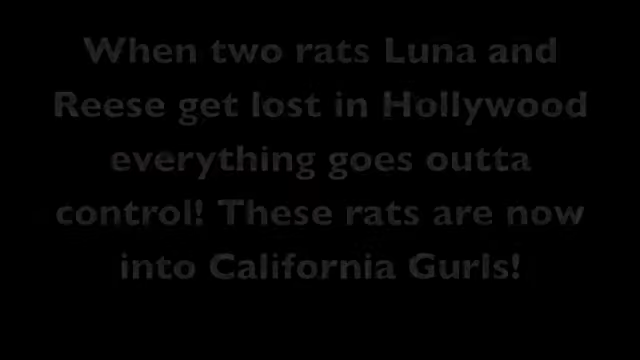 When two rats Luna and
Reese get lost in Hollywood
everything goes outta
control! These rats are now
into California Gurls!